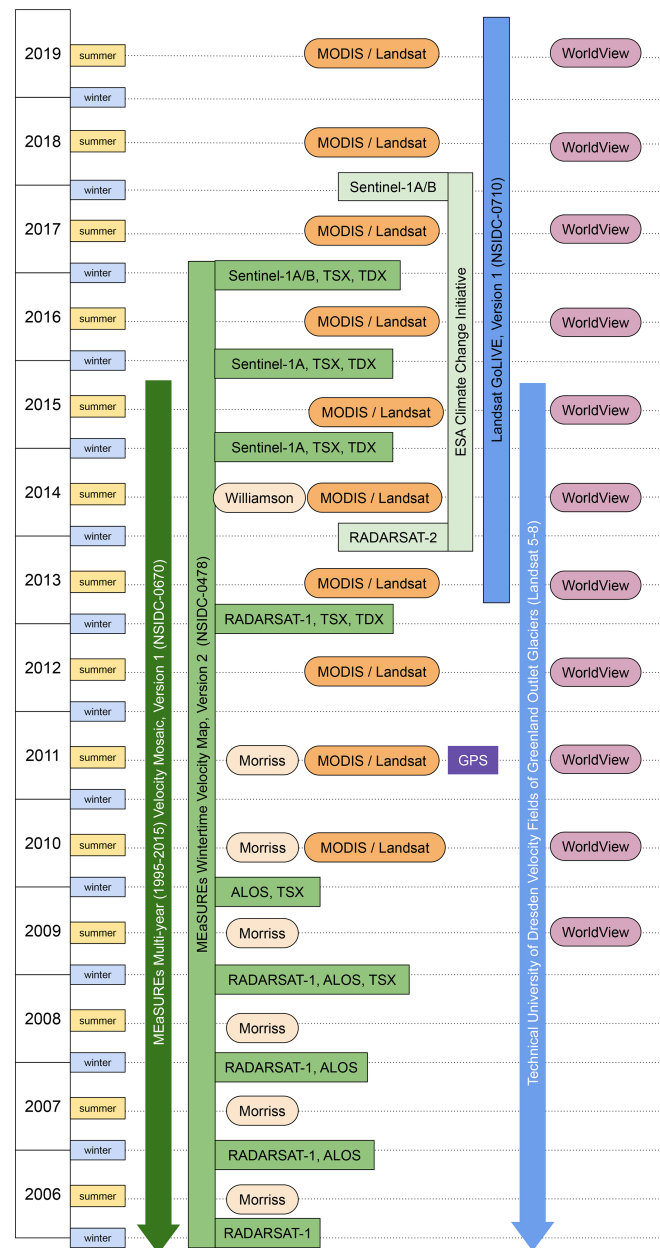 2019
summer
MODIS / Landsat
WorldView
winter
2018
summer
MODIS / Landsat
WorldView
winter
Sentinel-1A/B
2017
summer
MODIS / Landsat
WorldView
winter
Sentinel-1A/B, TSX, TDX
2016
summer
MODIS / Landsat
WorldView
winter
Sentinel-1A, TSX, TDX
2015
summer
MODIS / Landsat
WorldView
winter
Sentinel-1A, TSX, TDX
2014
summer
Williamson
MODIS / Landsat
WorldView
winter
RADARSAT-2
2013
summer
MODIS / Landsat
WorldView
winter
RADARSAT-1, TSX, TDX
2012
summer
MODIS / Landsat
WorldView
winter
2011
summer
Morriss
MODIS / Landsat
GPS
WorldView
winter
2010
summer
Morriss
MODIS / Landsat
WorldView
winter
ALOS, TSX
2009
summer
Morriss
WorldView
winter
RADARSAT-1, ALOS, TSX
2008
summer
Morriss
winter
RADARSAT-1, ALOS
2007
summer
Morriss
winter
RADARSAT-1, ALOS
2006
summer
Morriss
winter
RADARSAT-1
MEaSUREs Multi-year (1995-2015) Velocity Mosaic, Version 1 (NSIDC-0670)
MEaSUREs Wintertime Velocity Map, Version 2 (NSIDC-0478)
ESA Climate Change Initiative
Landsat GoLIVE, Version 1 (NSIDC-0710)
Technical University of Dresden Velocity Fields of Greenland Outlet Glaciers (Landsat 5-8)